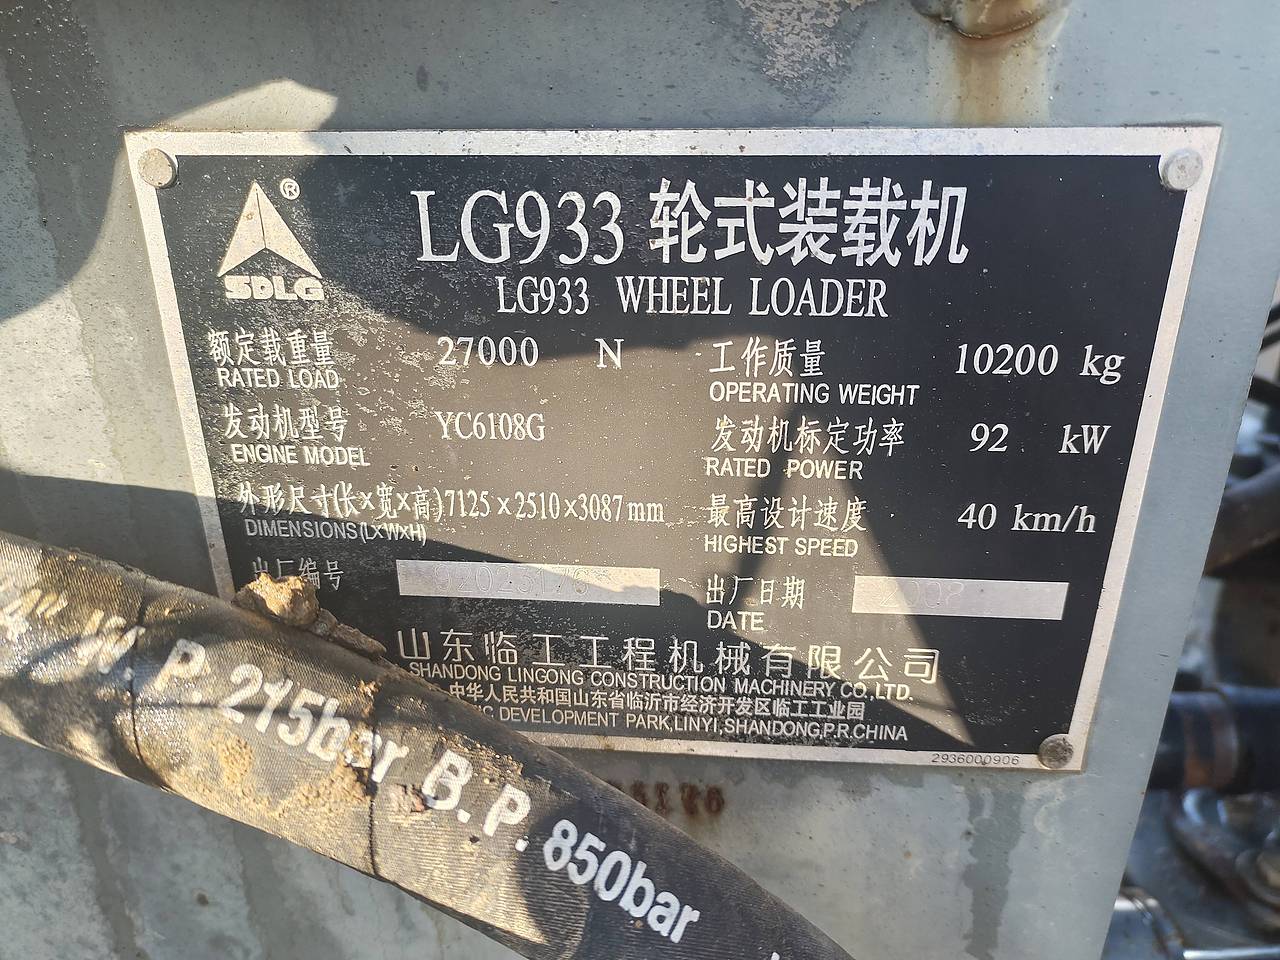 LG933 轮式装载机
®
SDLG
LG933 WHEEL LOADER
额定载重量 27000 N
RATED LOAD
工作质量 10200 kg
OPERATING WEIGHT
发动机型号 YC6108G
ENGINE MODEL
发动机标定功率 92 kW
RATED POWER
外形尺寸(长×宽×高)7125×2510×3087mm
DIMENSIONS(L×W×H)
最高设计速度 40 km/h
HIGHEST SPEED
出厂编号
出厂日期
DATE
山东临工工程机械有限公司
SHANDONG LINGONG CONSTRUCTION MACHINERY CO.,LTD.
中华人民共和国山东省临沂市经济开发区临工工业园
DEVELOPMENT PARK,LINYI,SHANDONG,P.R.CHINA
2936000906
W.P. 215bar B.P. 850bar